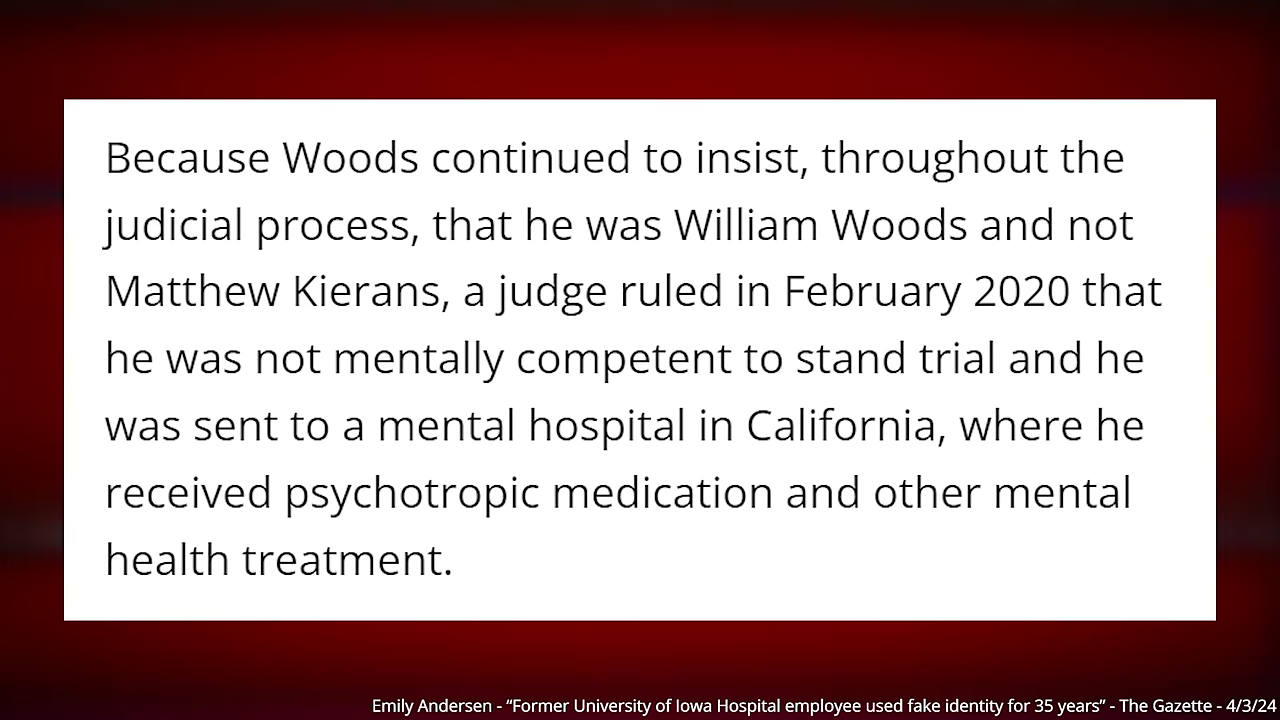 Because Woods continued to insist, throughout the
judicial process, that he was William Woods and not
Matthew Kierans, a judge ruled in February 2020 that
he was not mentally competent to stand trial and he
was sent to a mental hospital in California, where he
received psychotropic medication and other mental
health treatment.
Emily Andersen - “Former University of Iowa Hospital employee used fake identity for 35 years” - The Gazette - 4/3/24